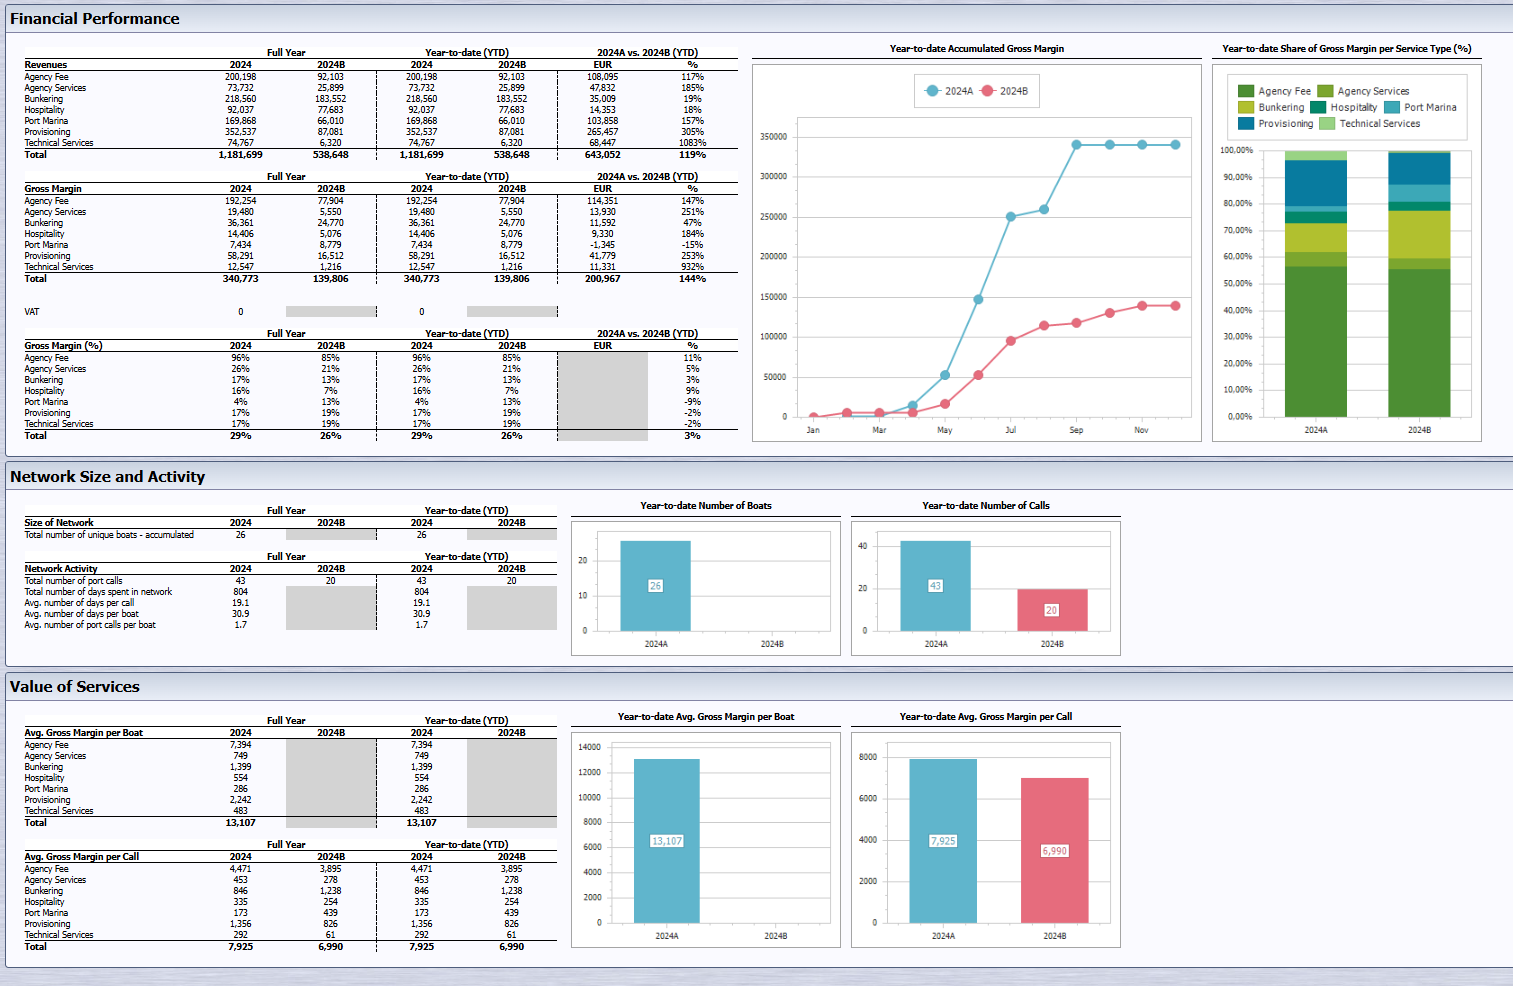 Financial Performance
Full Year Year-to-date (YTD) 2024A vs. 2024B (YTD)
Revenues 2024 2024B 2024 2024B EUR %
Agency Fee 200,198 92,103 200,198 92,103 108,095 117%
Agency Services 73,732 25,899 73,732 25,899 47,832 185%
Bunkering 218,560 183,552 218,560 183,552 35,009 19%
Hospitality 92,037 77,683 92,037 77,683 14,353 18%
Port Marina 169,868 66,010 169,868 66,010 103,858 157%
Provisioning 352,537 87,081 352,537 87,081 265,457 305%
Technical Services 74,767 6,320 74,767 6,320 68,447 1083%
Total 1,181,699 538,648 1,181,699 538,648 643,052 119%
Full Year Year-to-date (YTD) 2024A vs. 2024B (YTD)
Gross Margin 2024 2024B 2024 2024B EUR %
Agency Fee 192,254 77,904 192,254 77,904 114,351 147%
Agency Services 19,480 5,550 19,480 5,550 13,930 251%
Bunkering 36,361 24,770 36,361 24,770 11,592 47%
Hospitality 14,406 5,076 14,406 5,076 9,330 184%
Port Marina 7,434 8,779 7,434 8,779 -1,345 -15%
Provisioning 58,291 16,512 58,291 16,512 41,779 253%
Technical Services 12,547 1,216 12,547 1,216 11,331 932%
Total 340,773 139,806 340,773 139,806 200,967 144%
VAT 0 0
Full Year Year-to-date (YTD) 2024A vs. 2024B (YTD)
Gross Margin (%) 2024 2024B 2024 2024B EUR %
Agency Fee 96% 85% 96% 85% 11%
Agency Services 26% 21% 26% 21% 5%
Bunkering 17% 13% 17% 13% 3%
Hospitality 16% 7% 16% 7% 9%
Port Marina 4% 13% 4% 13% -9%
Provisioning 17% 19% 17% 19% -2%
Technical Services 17% 19% 17% 19% -2%
Total 29% 26% 29% 26% 3%
Year-to-date Accumulated Gross Margin
2024A 2024B
350000
300000
250000
200000
150000
100000
50000
0
Jan Mar May Jul Sep Nov
Year-to-date Share of Gross Margin per Service Type (%)
Agency Fee Agency Services
Bunkering Hospitality Port Marina
Provisioning Technical Services
100,00%
90,00%
80,00%
70,00%
60,00%
50,00%
40,00%
30,00%
20,00%
10,00%
0,00%
2024A 2024B
Network Size and Activity
Full Year Year-to-date (YTD)
Size of Network 2024 2024B 2024 2024B
Total number of unique boats - accumulated 26 26
Full Year Year-to-date (YTD)
Network Activity 2024 2024B 2024 2024B
Total number of port calls 43 20 43 20
Total number of days spent in network 804 804
Avg. number of days per call 19.1 19.1
Avg. number of days per boat 30.9 30.9
Avg. number of port calls per boat 1.7 1.7
Year-to-date Number of Boats
20
10
0
26
2024A 2024B
Year-to-date Number of Calls
40
20
0
43
20
2024A 2024B
Value of Services
Full Year Year-to-date (YTD)
Avg. Gross Margin per Boat 2024 2024B 2024 2024B
Agency Fee 7,394 7,394
Agency Services 749 749
Bunkering 1,399 1,399
Hospitality 554 554
Port Marina 286 286
Provisioning 2,242 2,242
Technical Services 483 483
Total 13,107 13,107
Full Year Year-to-date (YTD)
Avg. Gross Margin per Call 2024 2024B 2024 2024B
Agency Fee 4,471 3,895 4,471 3,895
Agency Services 453 278 453 278
Bunkering 846 1,238 846 1,238
Hospitality 335 254 335 254
Port Marina 173 439 173 439
Provisioning 1,356 826 1,356 826
Technical Services 292 61 292 61
Total 7,925 6,990 7,925 6,990
Year-to-date Avg. Gross Margin per Boat
14000
12000
10000
8000
6000
4000
2000
0
13,107
2024A 2024B
Year-to-date Avg. Gross Margin per Call
8000
6000
4000
2000
0
7,925
6,990
2024A 2024B